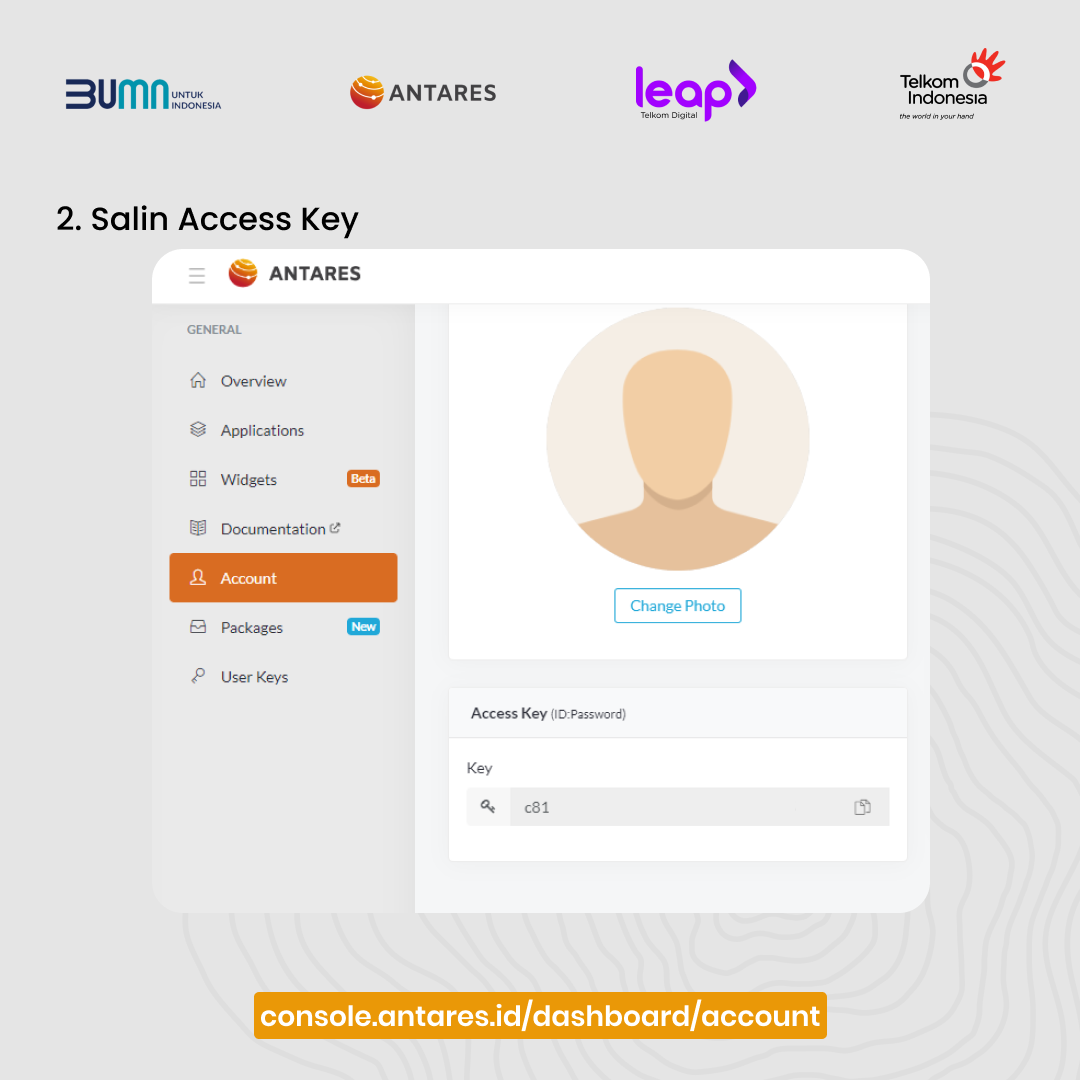 BUMN UNTUK INDONESIA
ANTARES
leap
Telkom Digital
Telkom Indonesia
the world in your hand
2. Salin Access Key
ANTARES
GENERAL
Overview
Applications
Widgets Beta
Documentation
Account
Packages New
User Keys
Change Photo
Access Key (ID:Password)
Key
c81
console.antares.id/dashboard/account